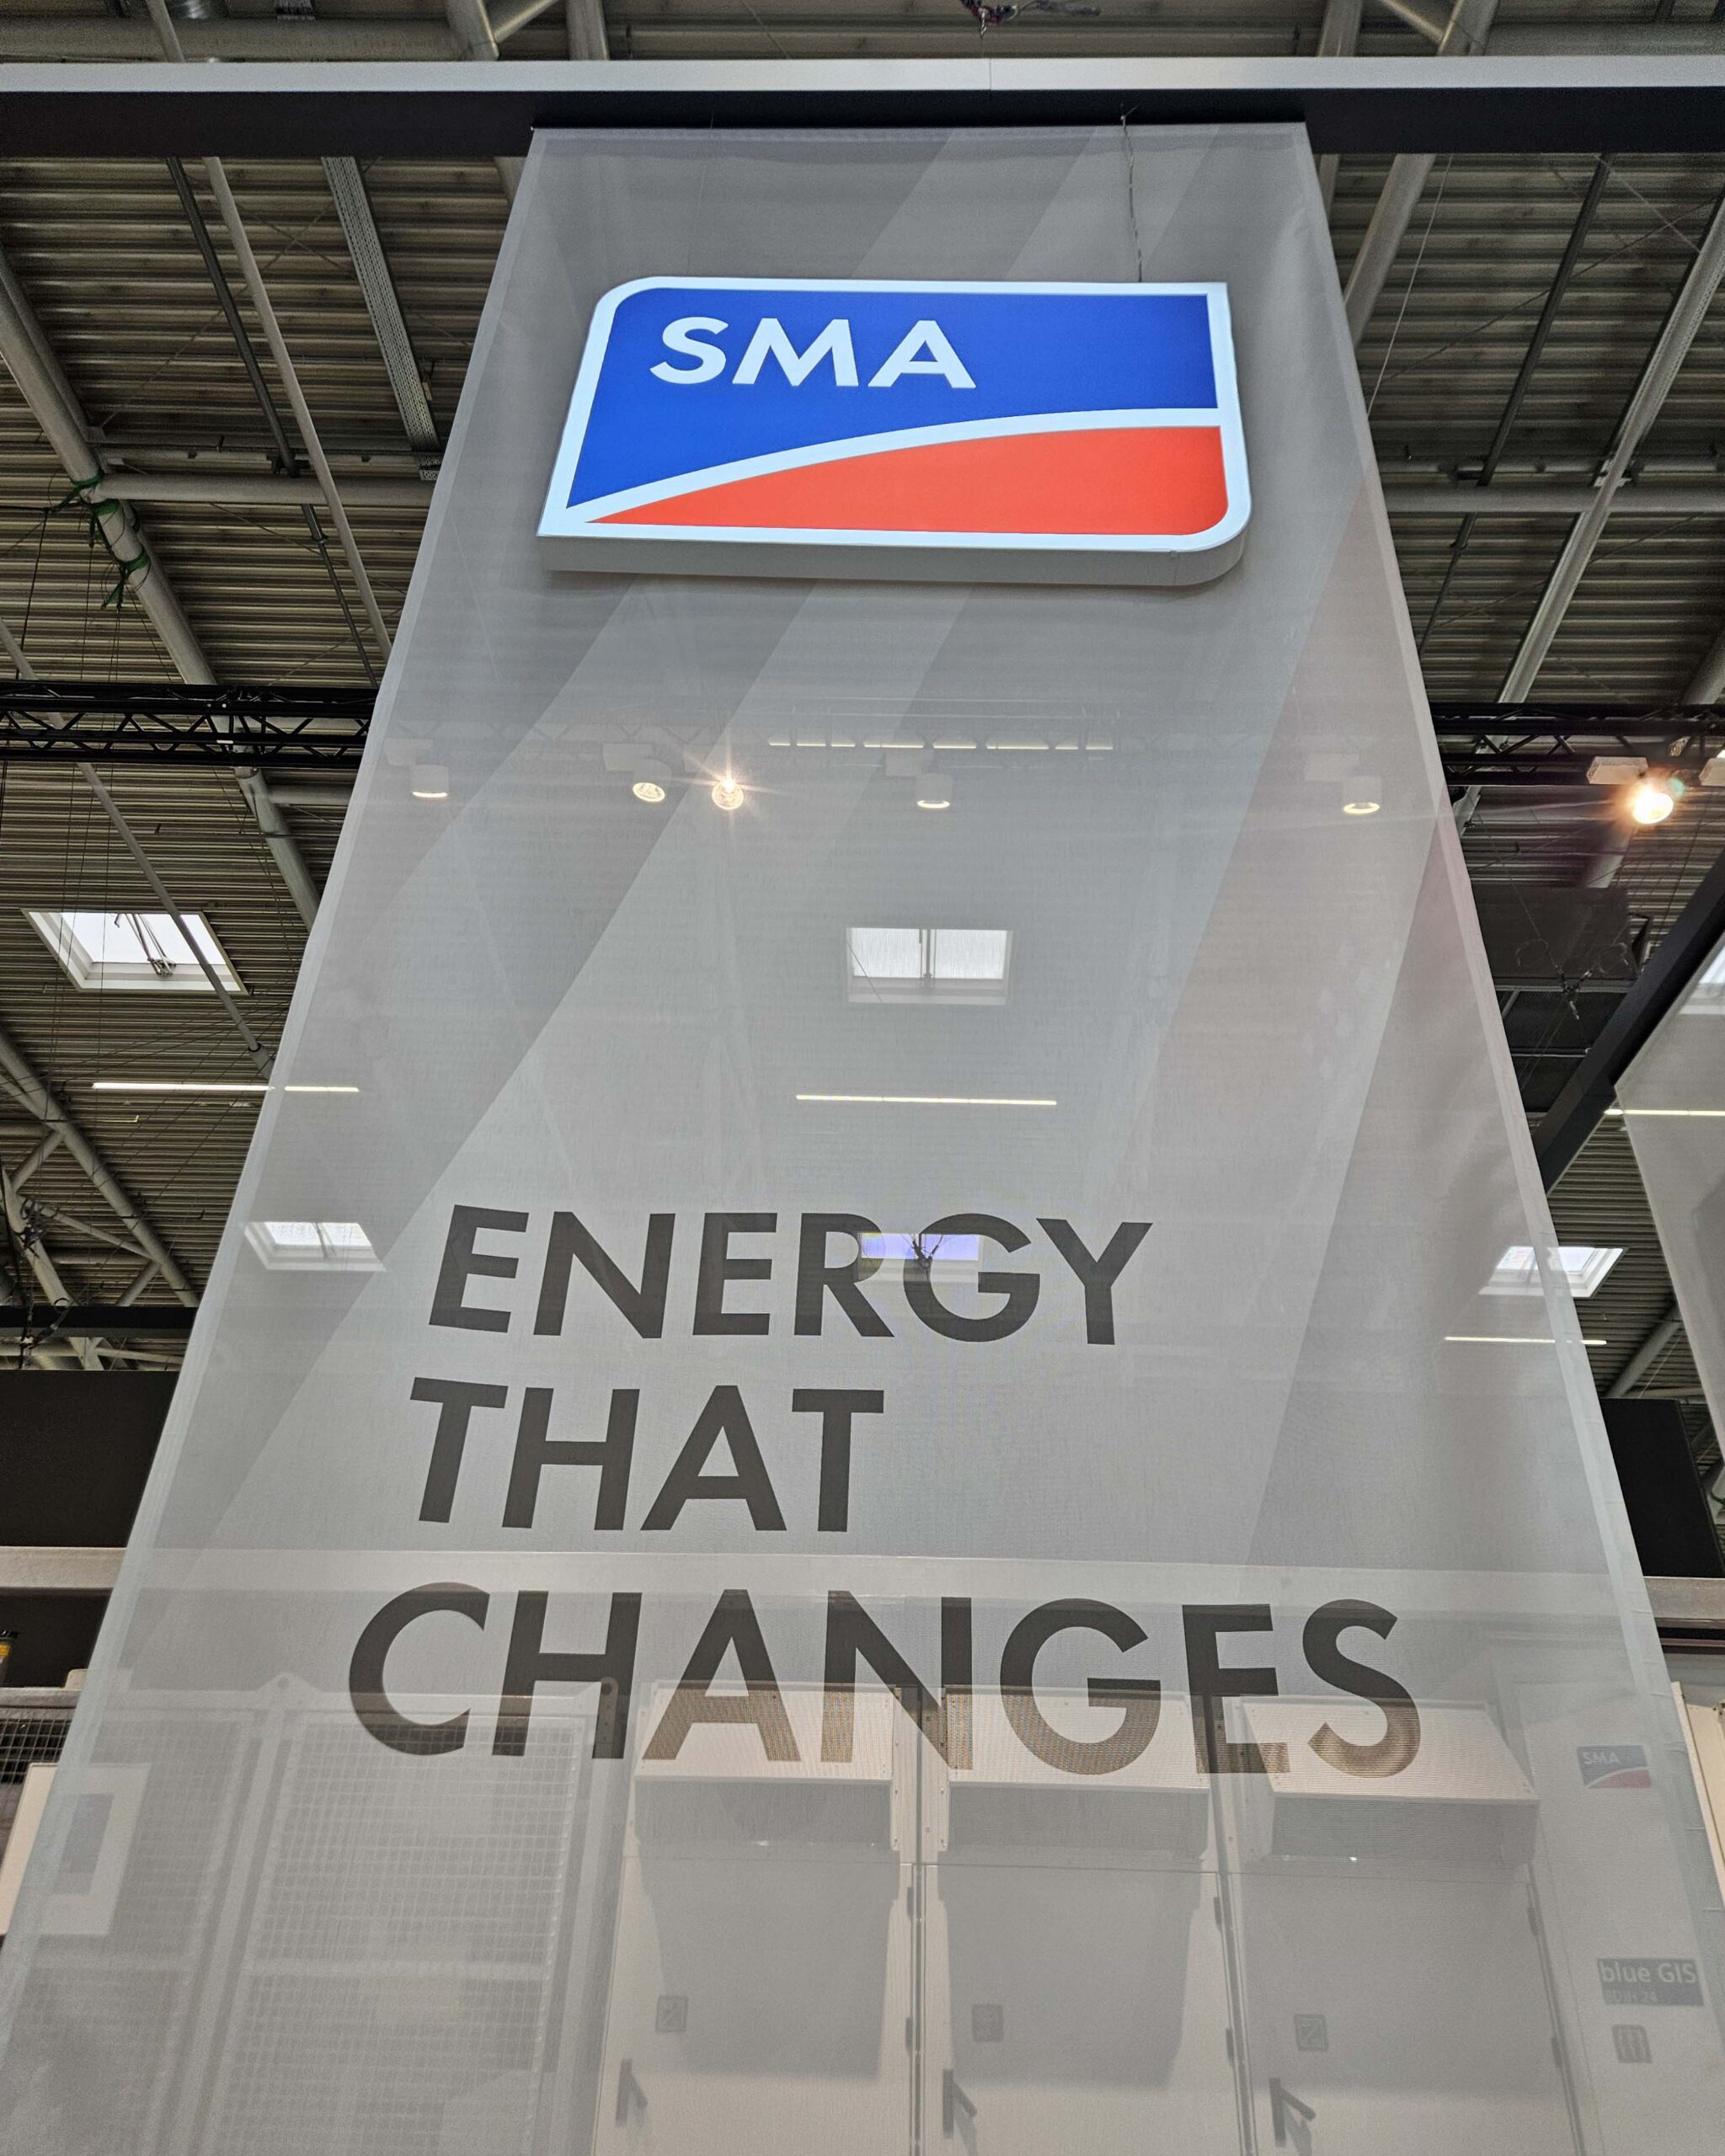 SMA
ENERGY
THAT
CHANGES
SMA
blue GIS